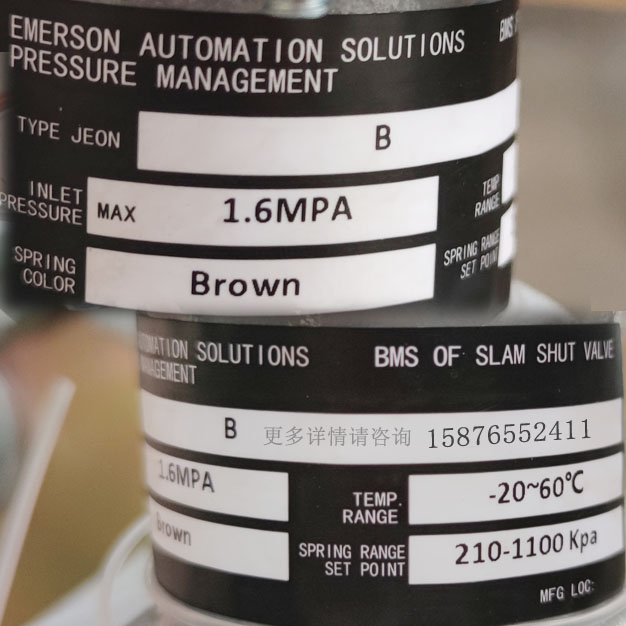 EMERSON AUTOMATION SOLUTIONS
PRESSURE MANAGEMENT
BMS
TYPE JEON B
INLET PRESSURE MAX 1.6MPA
TEMP RANGE
SPRING COLOR Brown
SPRING RANGE SET POINT
AUTOMATION SOLUTIONS BMS OF SLAM SHUT VALVE
MANAGEMENT
B 更多详情请咨询 15876552411
1.6MPA
TEMP. RANGE -20~60℃
Brown
SPRING RANGE SET POINT 210-1100 Kpa
MFG LOC: